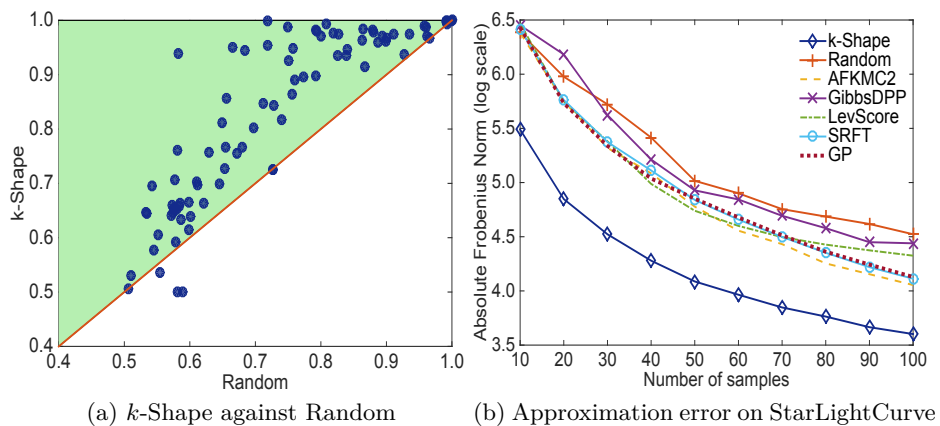 k-Shape
1.0
0.9
0.8
0.7
0.6
0.5
0.4
0.4 0.5 0.6 0.7 0.8 0.9 1.0
Random
(a) k-Shape against Random
Absolute Frobenius Norm (log scale)
6.5
6.0
5.5
5.0
4.5
4.0
3.5
k-Shape
Random
AFKMC2
GibbsDPP
LevScore
SRFT
GP
10 20 30 40 50 60 70 80 90 100
Number of samples
(b) Approximation error on StarLightCurve